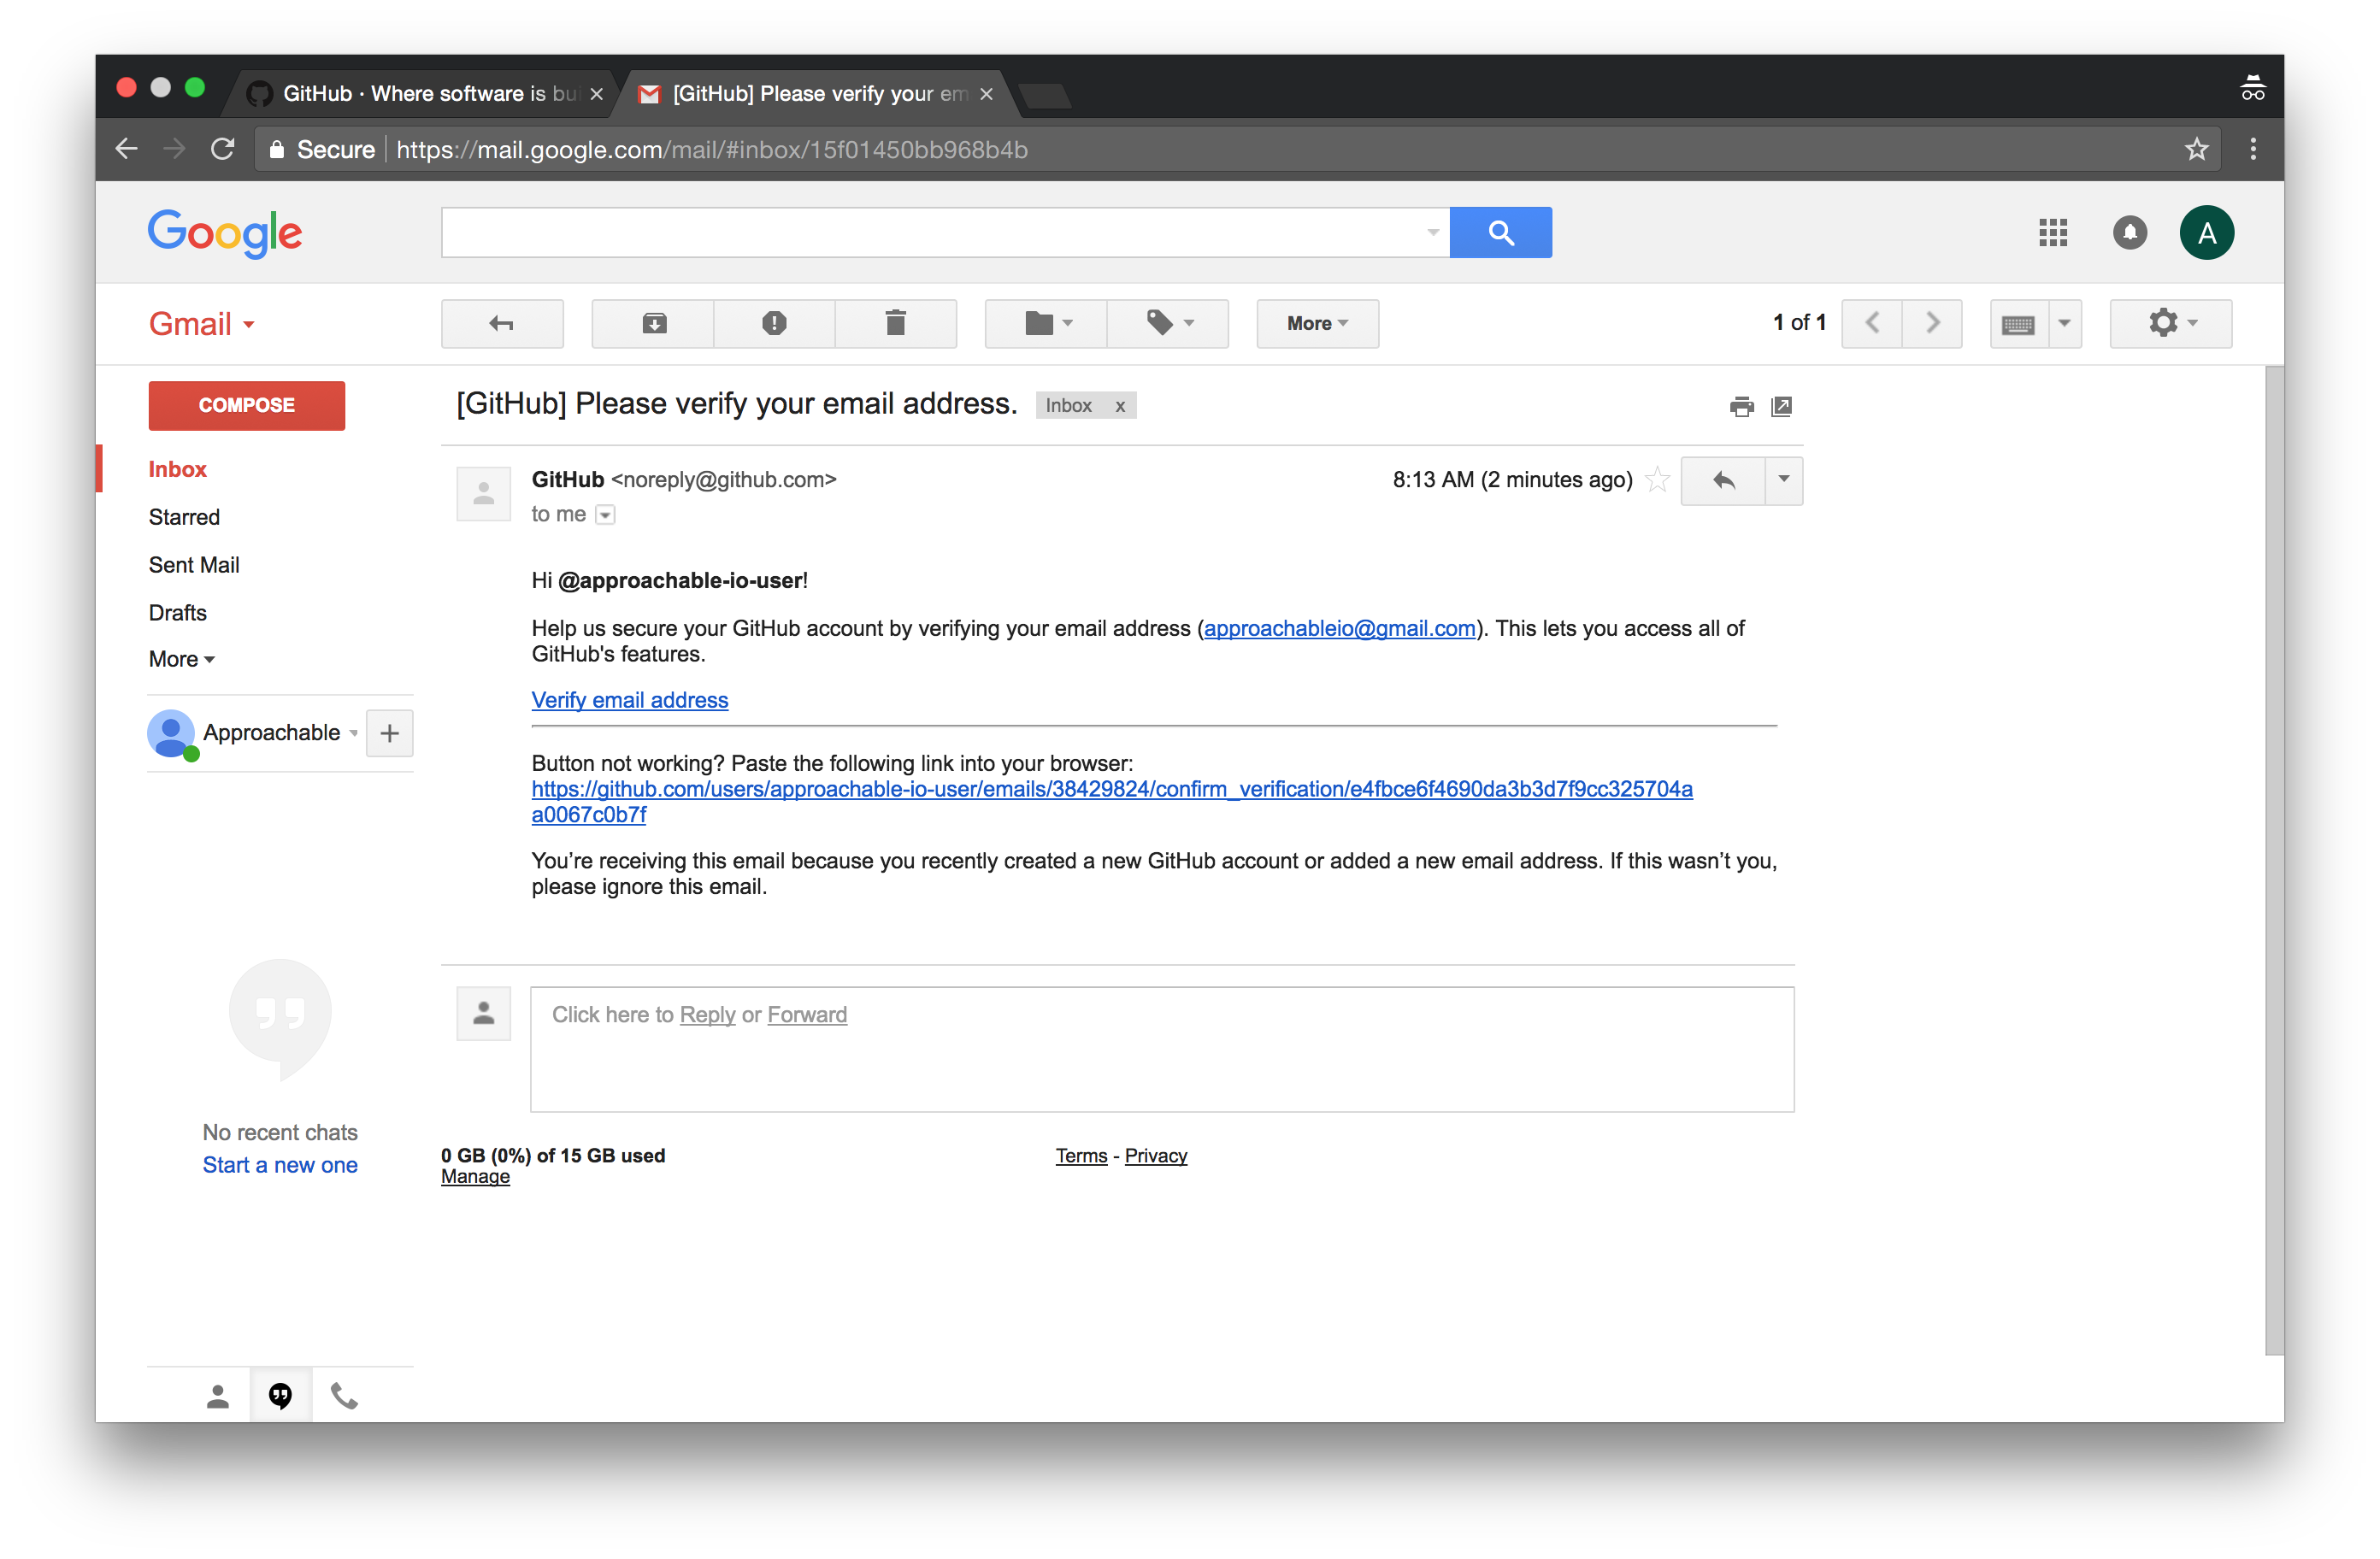 GitHub · Where software is bui
[GitHub] Please verify your em
Secure
https://mail.google.com/mail/#inbox/15f01450bb968b4b
Google
A
Gmail
More
1 of 1
COMPOSE
[GitHub] Please verify your email address.
Inbox x
Inbox
Starred
Sent Mail
Drafts
More
Approachable
GitHub <noreply@github.com>
8:13 AM (2 minutes ago)
to me
Hi @approachable-io-user!
Help us secure your GitHub account by verifying your email address (approachableio@gmail.com). This lets you access all of
GitHub's features.
Verify email address
Button not working? Paste the following link into your browser:
https://github.com/users/approachable-io-user/emails/38429824/confirm_verification/e4fbce6f4690da3b3d7f9cc325704a
a0067c0b7f
You’re receiving this email because you recently created a new GitHub account or added a new email address. If this wasn’t you,
please ignore this email.
Click here to Reply or Forward
No recent chats
Start a new one
0 GB (0%) of 15 GB used
Manage
Terms - Privacy